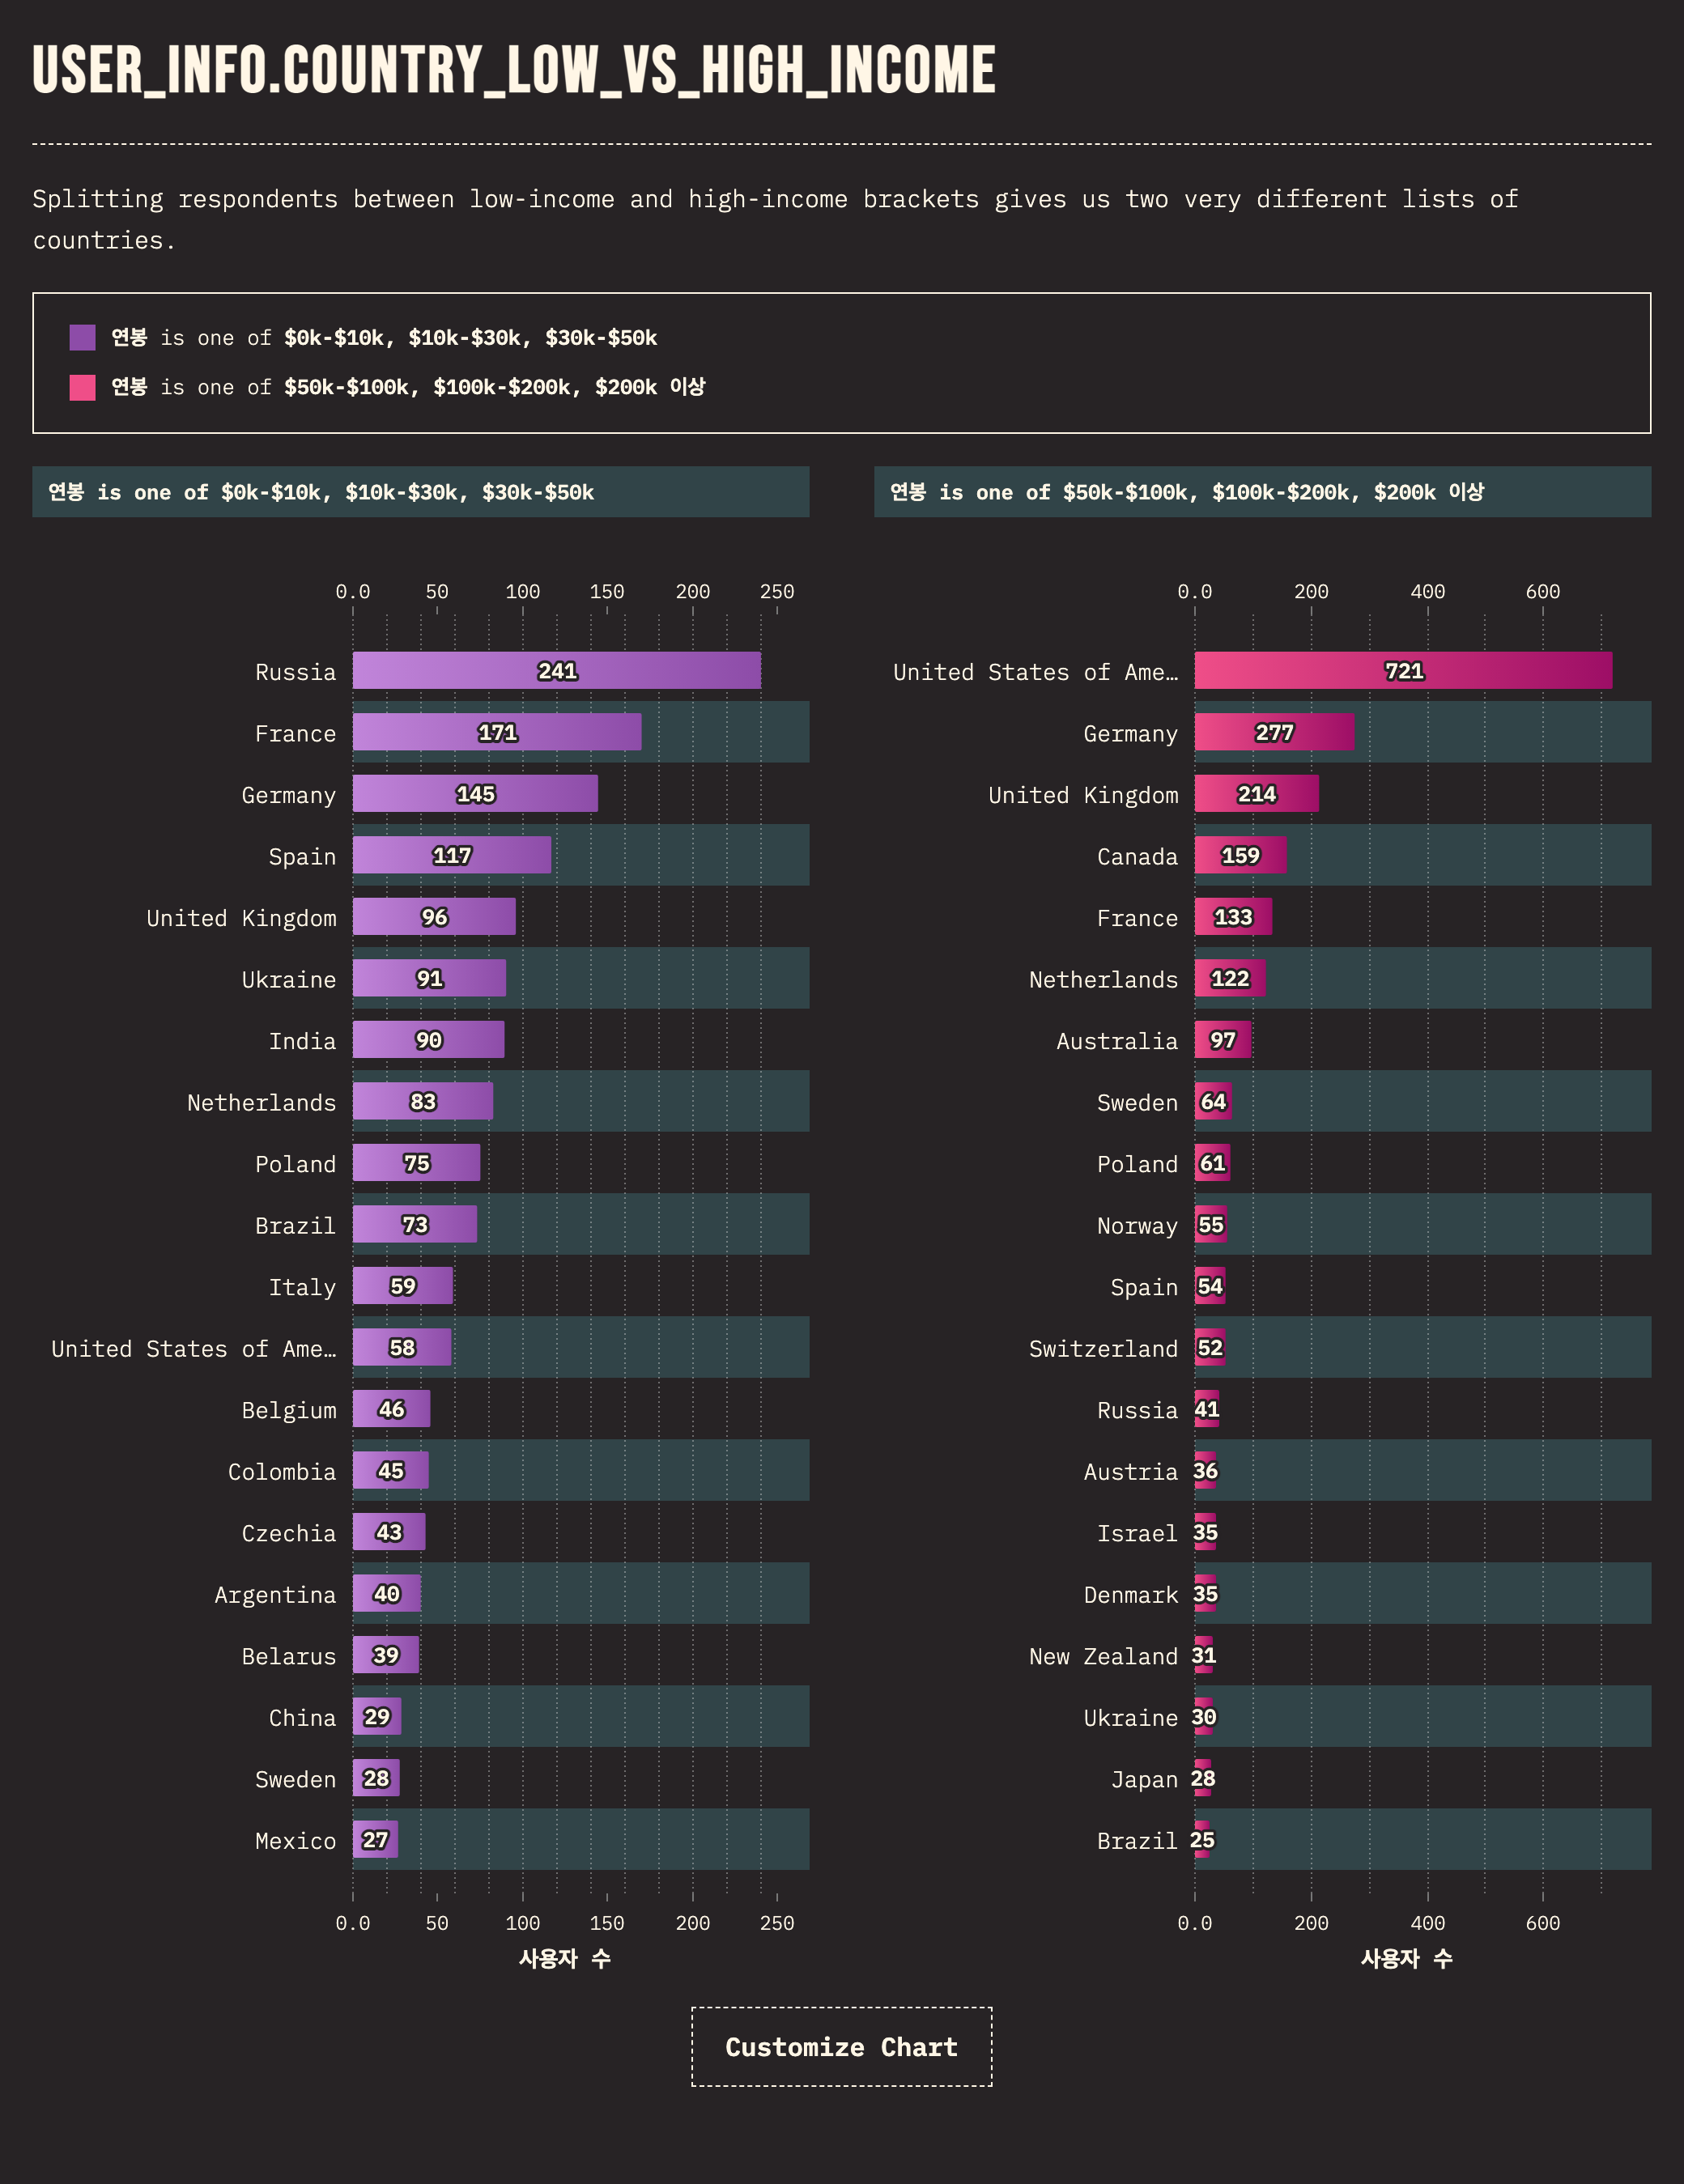 USER_INFO.COUNTRY_LOW_VS_HIGH_INCOME
Splitting respondents between low-income and high-income brackets gives us two very different lists of
countries.
연봉 is one of $0k-$10k, $10k-$30k, $30k-$50k
연봉 is one of $50k-$100k, $100k-$200k, $200k 이상
연봉 is one of $0k-$10k, $10k-$30k, $30k-$50k
0.0 50 100 150 200 250
Russia 241
France 171
Germany 145
Spain 117
United Kingdom 96
Ukraine 91
India 90
Netherlands 83
Poland 75
Brazil 73
Italy 59
United States of Ame… 58
Belgium 46
Colombia 45
Czechia 43
Argentina 40
Belarus 39
China 29
Sweden 28
Mexico 27
0.0 50 100 150 200 250
사용자 수
연봉 is one of $50k-$100k, $100k-$200k, $200k 이상
0.0 200 400 600
United States of Ame… 721
Germany 277
United Kingdom 214
Canada 159
France 133
Netherlands 122
Australia 97
Sweden 64
Poland 61
Norway 55
Spain 54
Switzerland 52
Russia 41
Austria 36
Israel 35
Denmark 35
New Zealand 31
Ukraine 30
Japan 28
Brazil 25
0.0 200 400 600
사용자 수
Customize Chart